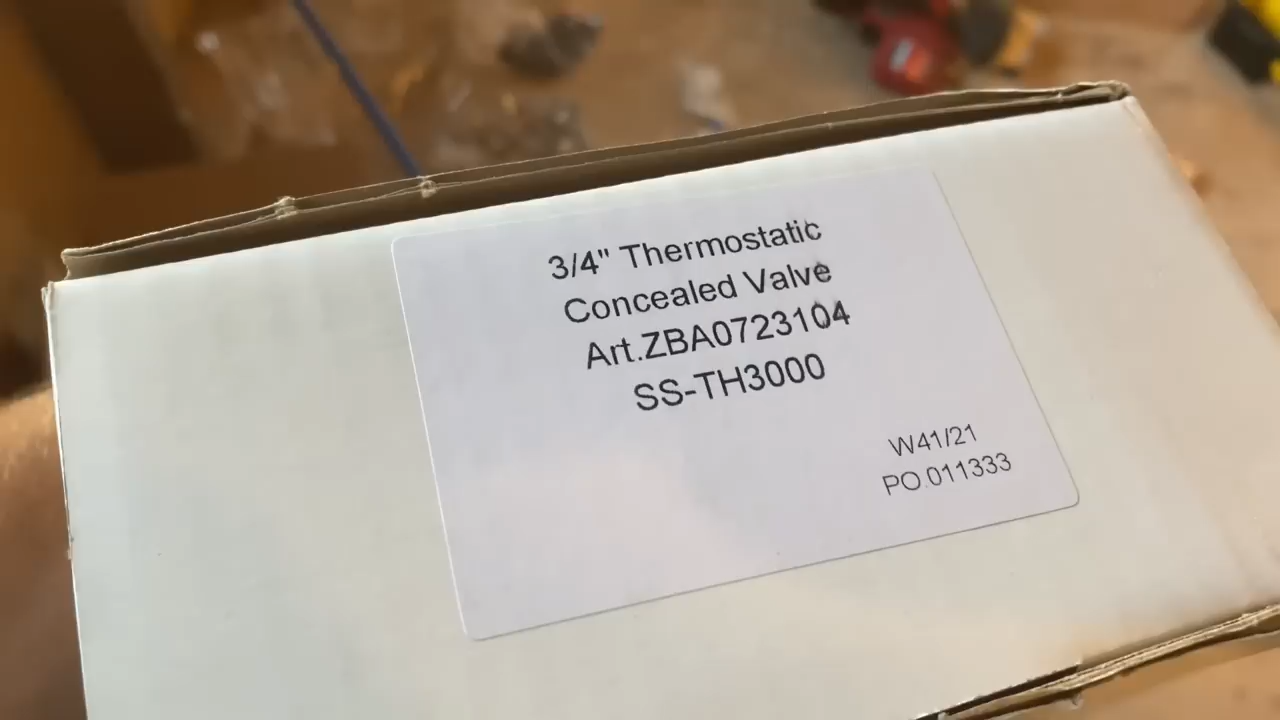 3/4" Thermostatic
Concealed Valve
Art.ZBA0723104
SS-TH3000
W41/21
PO.011333